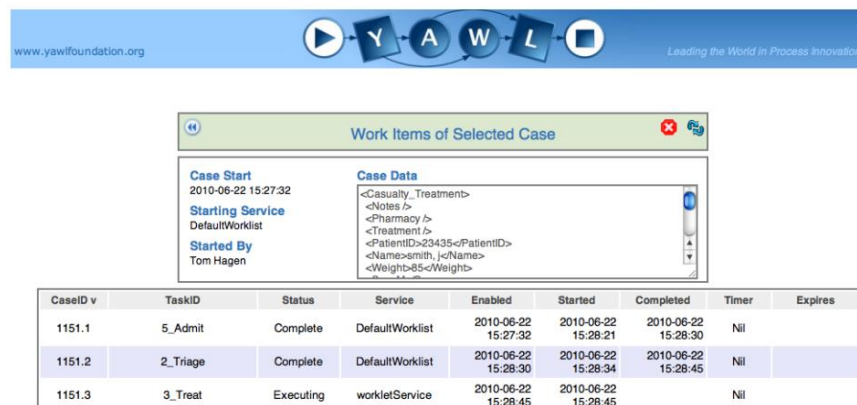 www.yawlfoundation.org
Y A W L
Leading the World in Process Innovation
Work Items of Selected Case
Case Start
2010-06-22 15:27:32
Starting Service
DefaultWorklist
Started By
Tom Hagen
Case Data
<Casualty_Treatment>
<Notes />
<Pharmacy />
<Treatment />
<PatientID>23435</PatientID>
<Name>smith, j</Name>
<Weight>85</Weight>
CaseID v TaskID Status Service Enabled Started Completed Timer Expires
1151.1 5_Admit Complete DefaultWorklist 2010-06-22 15:27:32 2010-06-22 15:28:21 2010-06-22 15:28:30 Nil
1151.2 2_Triage Complete DefaultWorklist 2010-06-22 15:28:30 2010-06-22 15:28:34 2010-06-22 15:28:45 Nil
1151.3 3_Treat Executing workletService 2010-06-22 15:28:45 2010-06-22 15:28:45 Nil